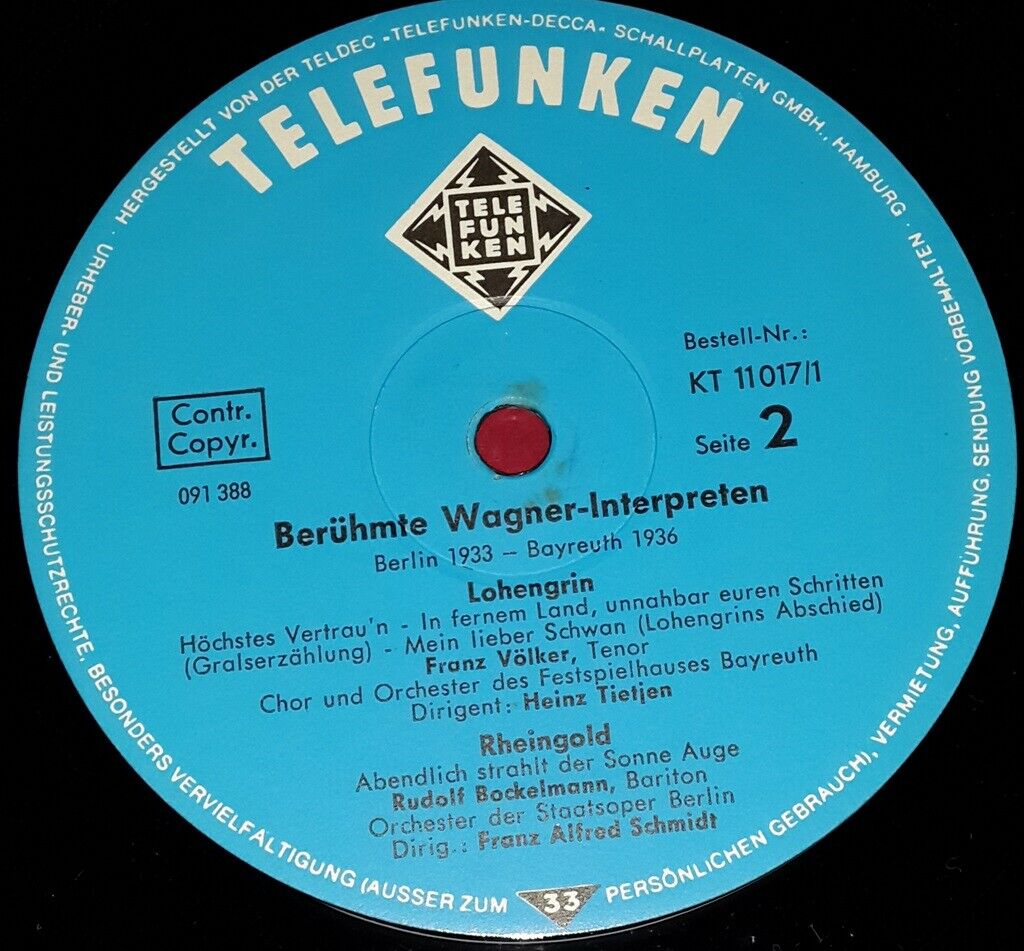 HERGESTELLT VON DER TELDEC »TELEFUNKEN-DECCA« SCHALLPLATTEN GMBH., HAMBURG ·
URHEBER- UND LEISTUNGSSCHUTZRECHTE, BESONDERS VERVIELFALTIGUNG (AUSSER ZUM PERSÖNLICHEN GEBRAUCH), VERMIETUNG, AUFFÜHRUNG, SENDUNG VORBEHALTEN ·
TELEFUNKEN
TELE
FUN
KEN
Bestell-Nr.:
KT 11017/1
Seite 2
Contr.
Copyr.
091 388
Berühmte Wagner-Interpreten
Berlin 1933 – Bayreuth 1936
Lohengrin
Höchstes Vertrau'n - In fernem Land, unnahbar euren Schritten
(Gralserzählung) - Mein lieber Schwan (Lohengrins Abschied)
Franz Völker, Tenor
Chor und Orchester des Festspielhauses Bayreuth
Dirigent: Heinz Tietjen
Rheingold
Abendlich strahlt der Sonne Auge
Rudolf Bockelmann, Bariton
Orchester der Staatsoper Berlin
Dirig.: Franz Alfred Schmidt
33